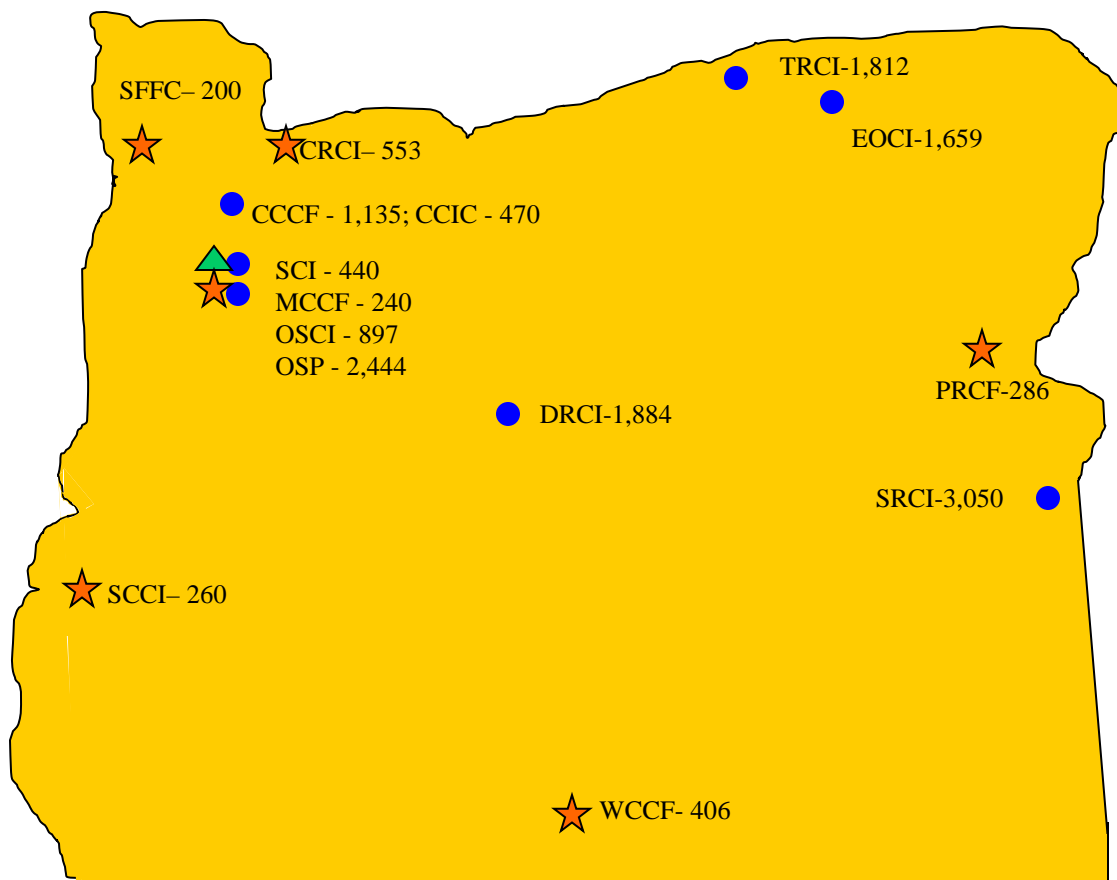 TRCI-1,812
SFFC– 200
EOCI-1,659
CRCI– 553
CCCF - 1,135; CCIC - 470
SCI - 440
MCCF - 240
OSCI - 897
OSP - 2,444
PRCF-286
DRCI-1,884
SRCI-3,050
SCCI– 260
WCCF- 406